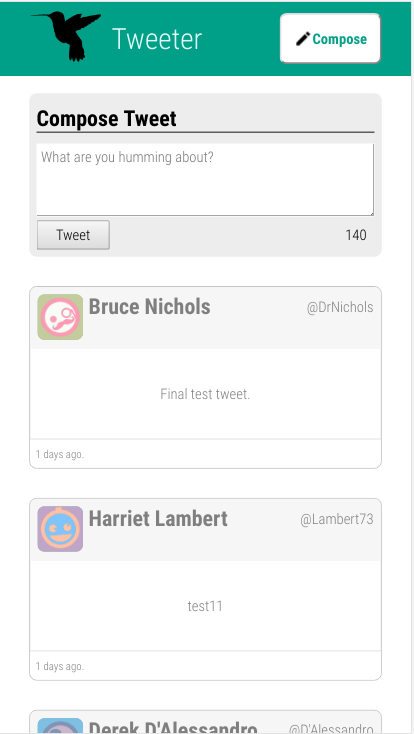 Tweeter
Compose
Compose Tweet
What are you humming about?
Tweet
140
Bruce Nichols
@DrNichols
Final test tweet.
1 days ago.
Harriet Lambert
@Lambert73
test11
1 days ago.
Derek D'Alessandro
@D'Alessandro